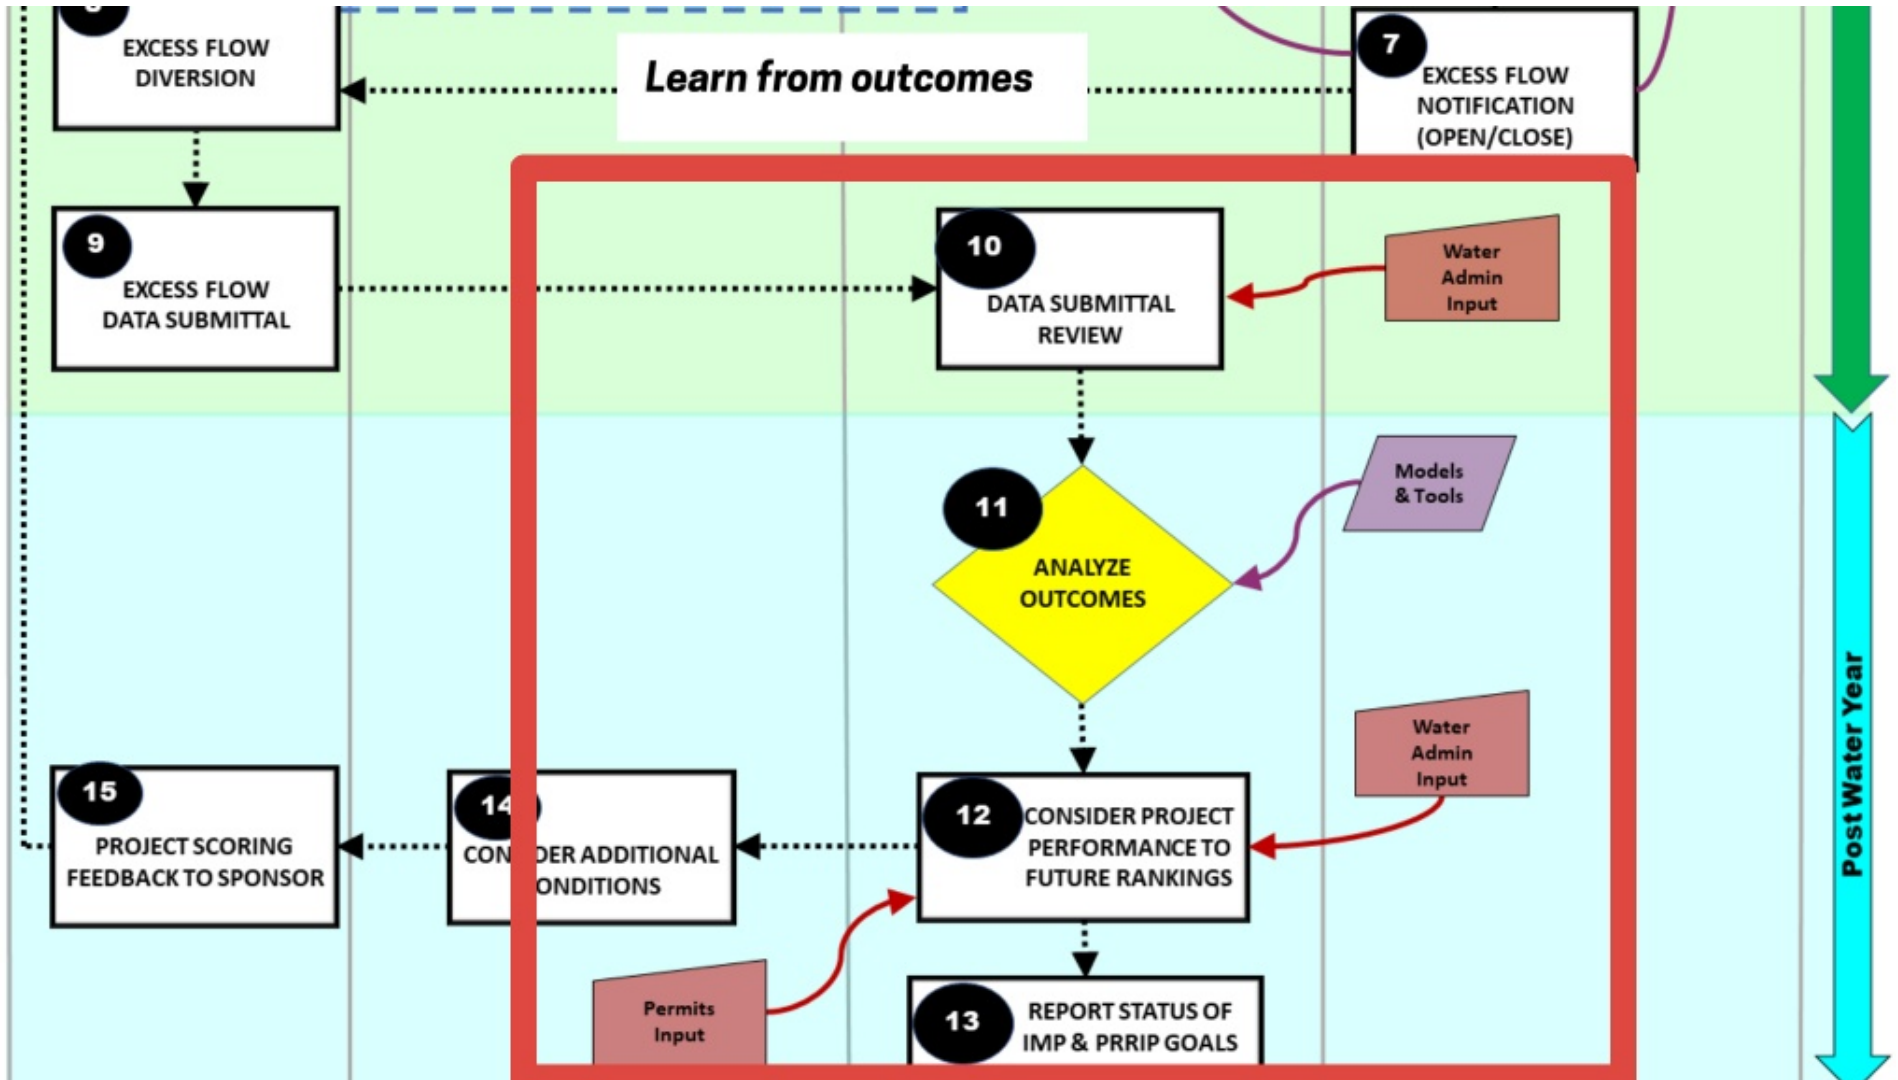 8
EXCESS FLOW
DIVERSION
Learn from outcomes
7
EXCESS FLOW
NOTIFICATION
(OPEN/CLOSE)
9
EXCESS FLOW
DATA SUBMITTAL
10
DATA SUBMITTAL
REVIEW
Water
Admin
Input
11
ANALYZE
OUTCOMES
Models
& Tools
Post Water Year
15
PROJECT SCORING
FEEDBACK TO SPONSOR
14
ADDITIONAL
12
CONSIDER PROJECT
PERFORMANCE TO
FUTURE RANKINGS
Water
Admin
Input
Permits
Input
13
REPORT STATUS OF
IMP & PRRIP GOALS